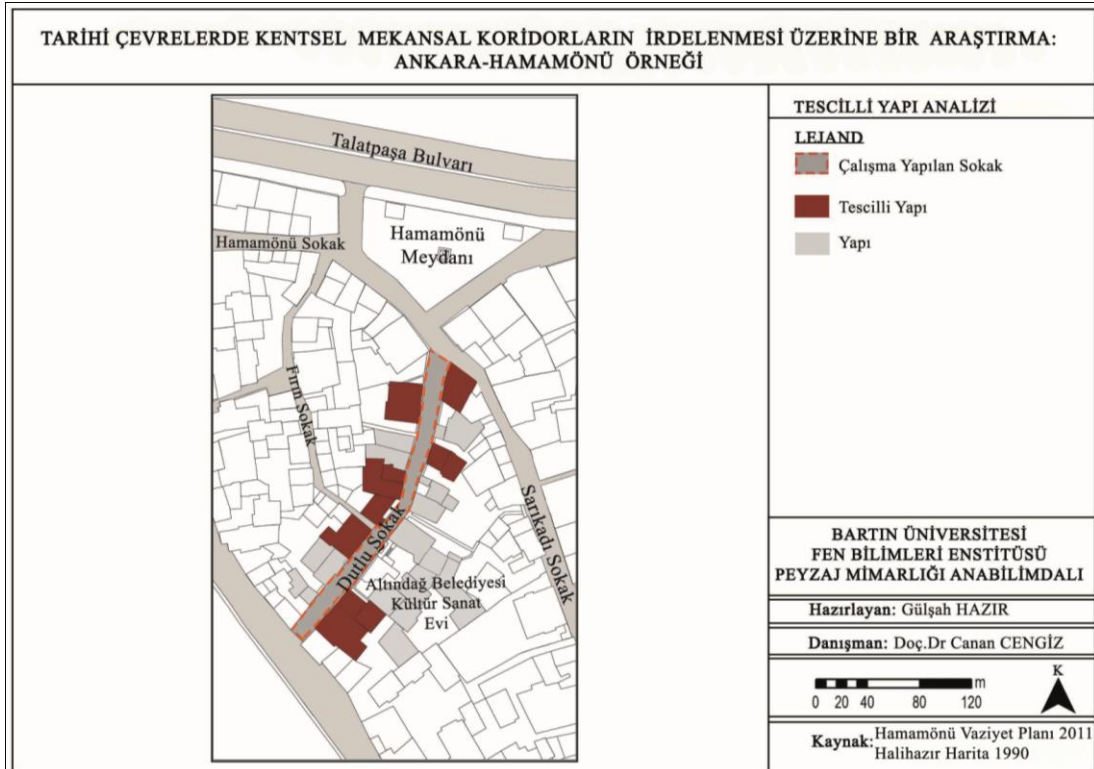 TARİHİ ÇEVRELERDE KENTSEL MEKANSAL KORİDORLARIN İRDELENMESİ ÜZERİNE BİR ARAŞTIRMA:
ANKARA-HAMAMÖNÜ ÖRNEĞİ
Talatpaşa Bulvarı
Hamamönü Sokak
Hamamönü
Meydanı
Fırın Sokak
Sarıkadı Sokak
Dutlu Sokak
Altındağ Belediyesi
Kültür Sanat
Evi
TESCİLLİ YAPI ANALİZİ
LEJAND
Çalışma Yapılan Sokak
Tescilli Yapı
Yapı
BARTIN ÜNİVERSİTESİ
FEN BİLİMLERİ ENSTİTÜSÜ
PEYZAJ MİMARLIĞI ANABİLİMDALI
Hazırlayan: Gülşah HAZIR
Danışman: Doç.Dr Canan CENGİZ
m
0 20 40 80 120
K
Kaynak: Hamamönü Vaziyet Planı 2011
Halihazır Harita 1990